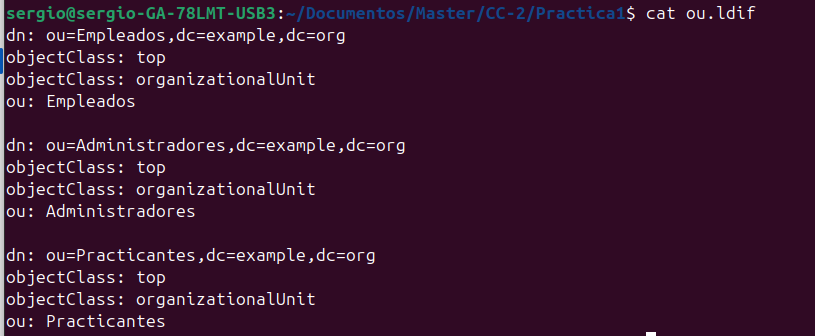 sergio@sergio-GA-78LMT-USB3:~/Documentos/Master/CC-2/Practica1$ cat ou.ldif
dn: ou=Empleados,dc=example,dc=org
objectClass: top
objectClass: organizationalUnit
ou: Empleados

dn: ou=Administradores,dc=example,dc=org
objectClass: top
objectClass: organizationalUnit
ou: Administradores

dn: ou=Practicantes,dc=example,dc=org
objectClass: top
objectClass: organizationalUnit
ou: Practicantes